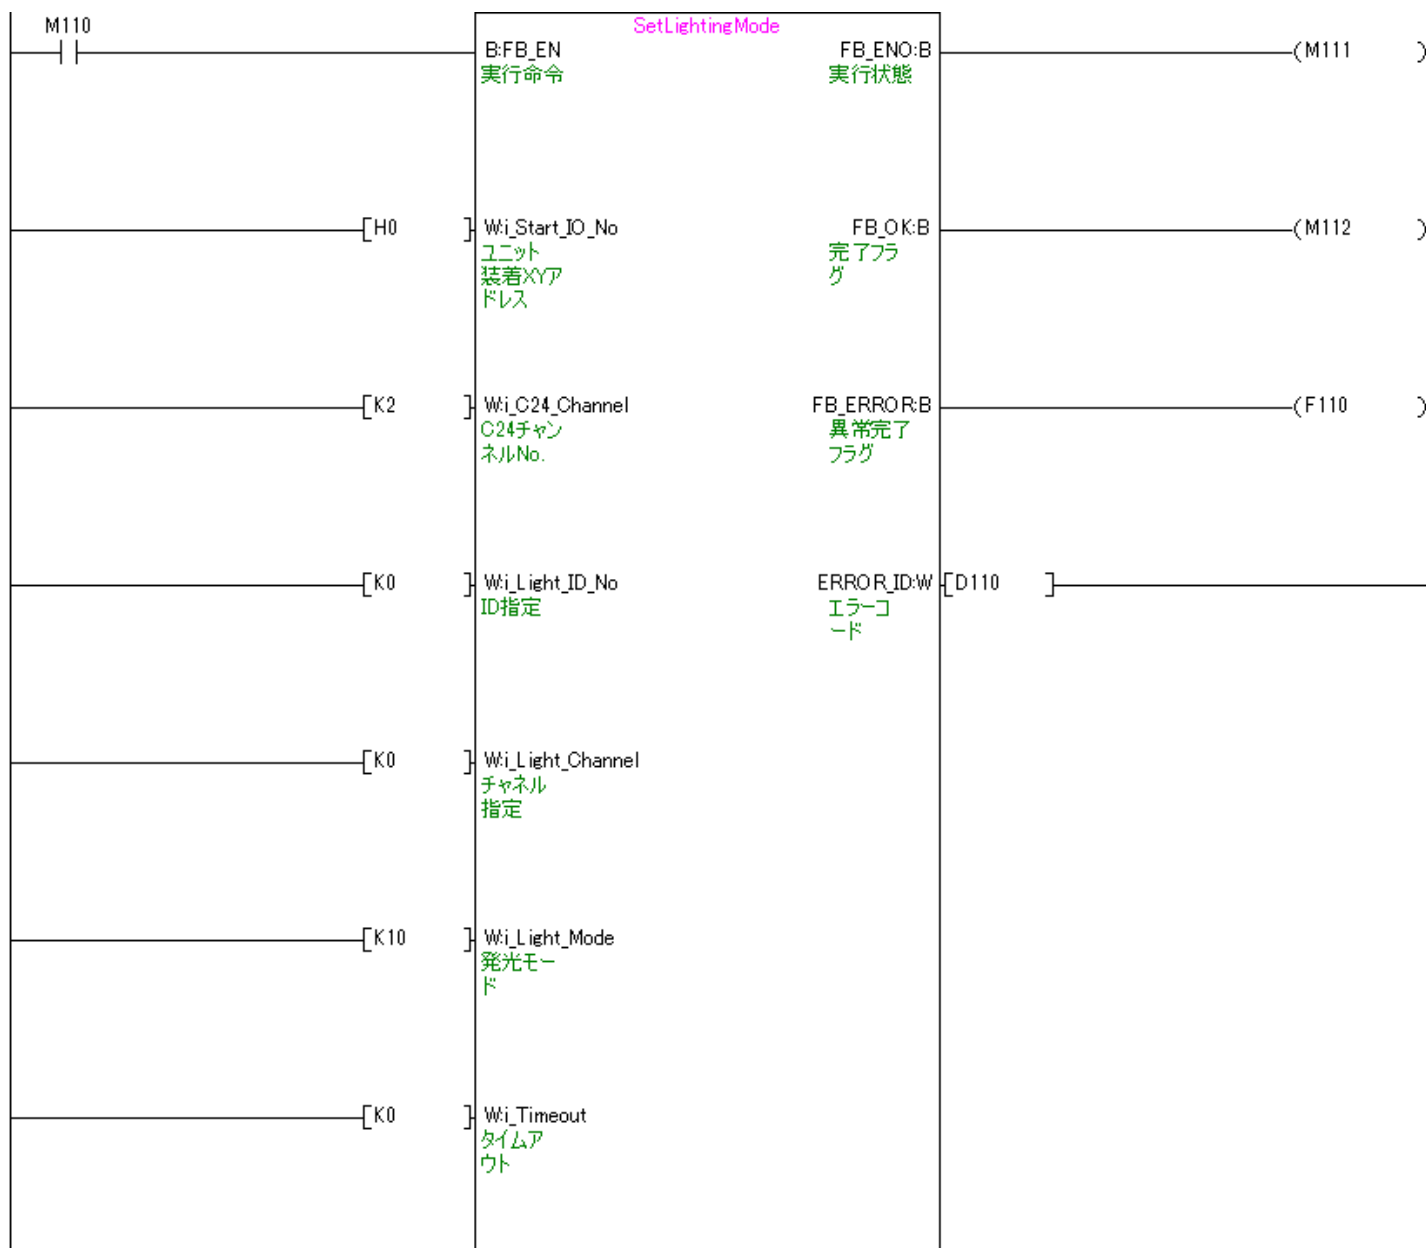 M110
SetLightingMode
B:FB_EN
FB_ENO:B
(M111 )
実行命令
実行状態
[H0 ]
W:i_Start_IO_No
FB_OK:B
(M112 )
ユニット
装着XYア
ドレス
完了フラ
グ
[K2 ]
W:i_C24_Channel
FB_ERROR:B
(F110 )
C24チャン
ネルNo.
異常完了
フラグ
[K0 ]
W:i_Light_ID_No
ERROR_ID:W
[D110 ]
ID指定
エラーコ
ード
[K0 ]
W:i_Light_Channel
チャネル
指定
[K10 ]
W:i_Light_Mode
発光モー
ド
[K0 ]
W:i_Timeout
タイムア
ウト